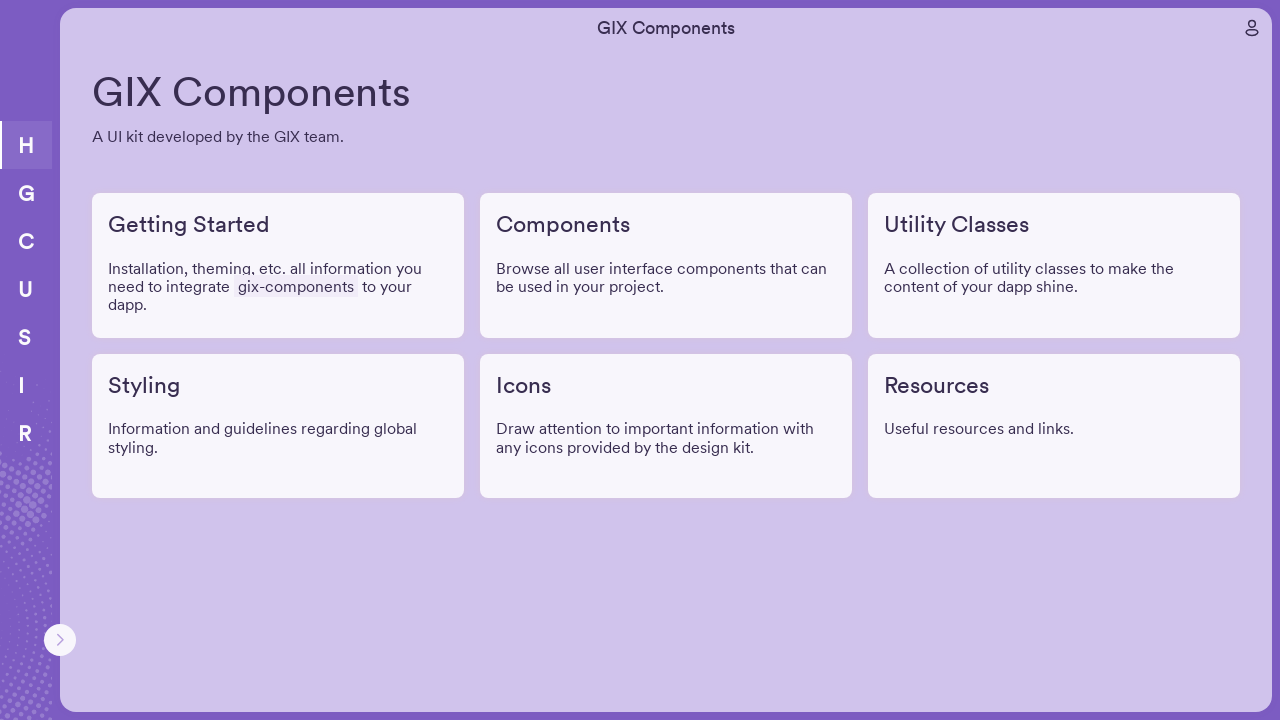 GIX Components
GIX Components
A UI kit developed by the GIX team.
H
G
C
U
S
I
R
Getting Started
Installation, theming, etc. all information you
need to integrate gix-components to your
dapp.
Components
Browse all user interface components that can
be used in your project.
Utility Classes
A collection of utility classes to make the
content of your dapp shine.
Styling
Information and guidelines regarding global
styling.
Icons
Draw attention to important information with
any icons provided by the design kit.
Resources
Useful resources and links.